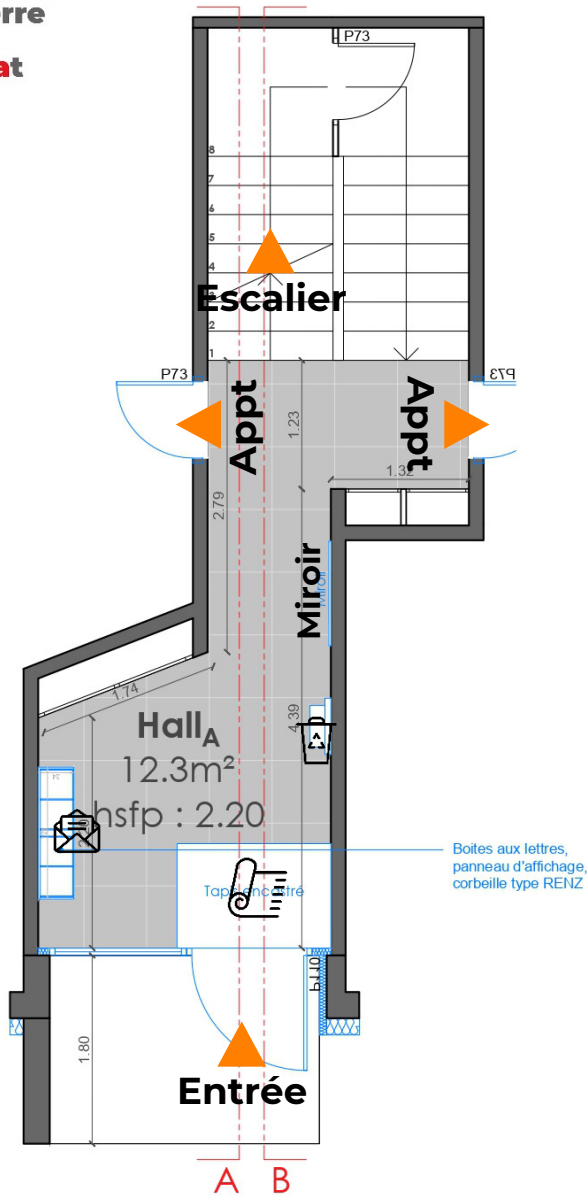 rre
at
P73
8
7
6
5
4
3
2
1
Escalier
P73
P73
Appt
Appt
1.23
1.32
2.79
Miroir
Miroir
1.74
4.39
Hall A
12.3m²
hsfp : 2.20
Boites aux lettres,
panneau d'affichage,
corbeille type RENZ
Tapis encastré
P110
1.80
Entrée
A B